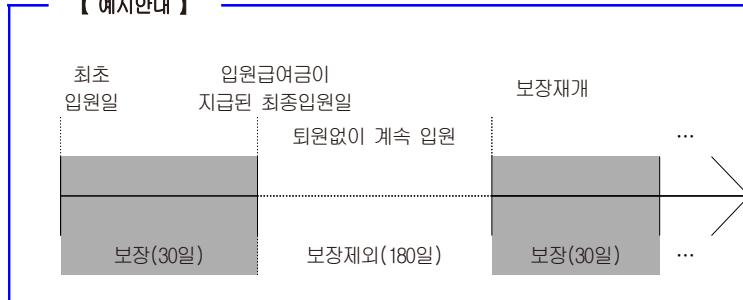 【 예시안내 】
최초
입원일
입원급여금이
지급된 최종입원일
보장재개
퇴원없이 계속 입원
…
보장(30일)
보장제외(180일)
보장(30일)
…